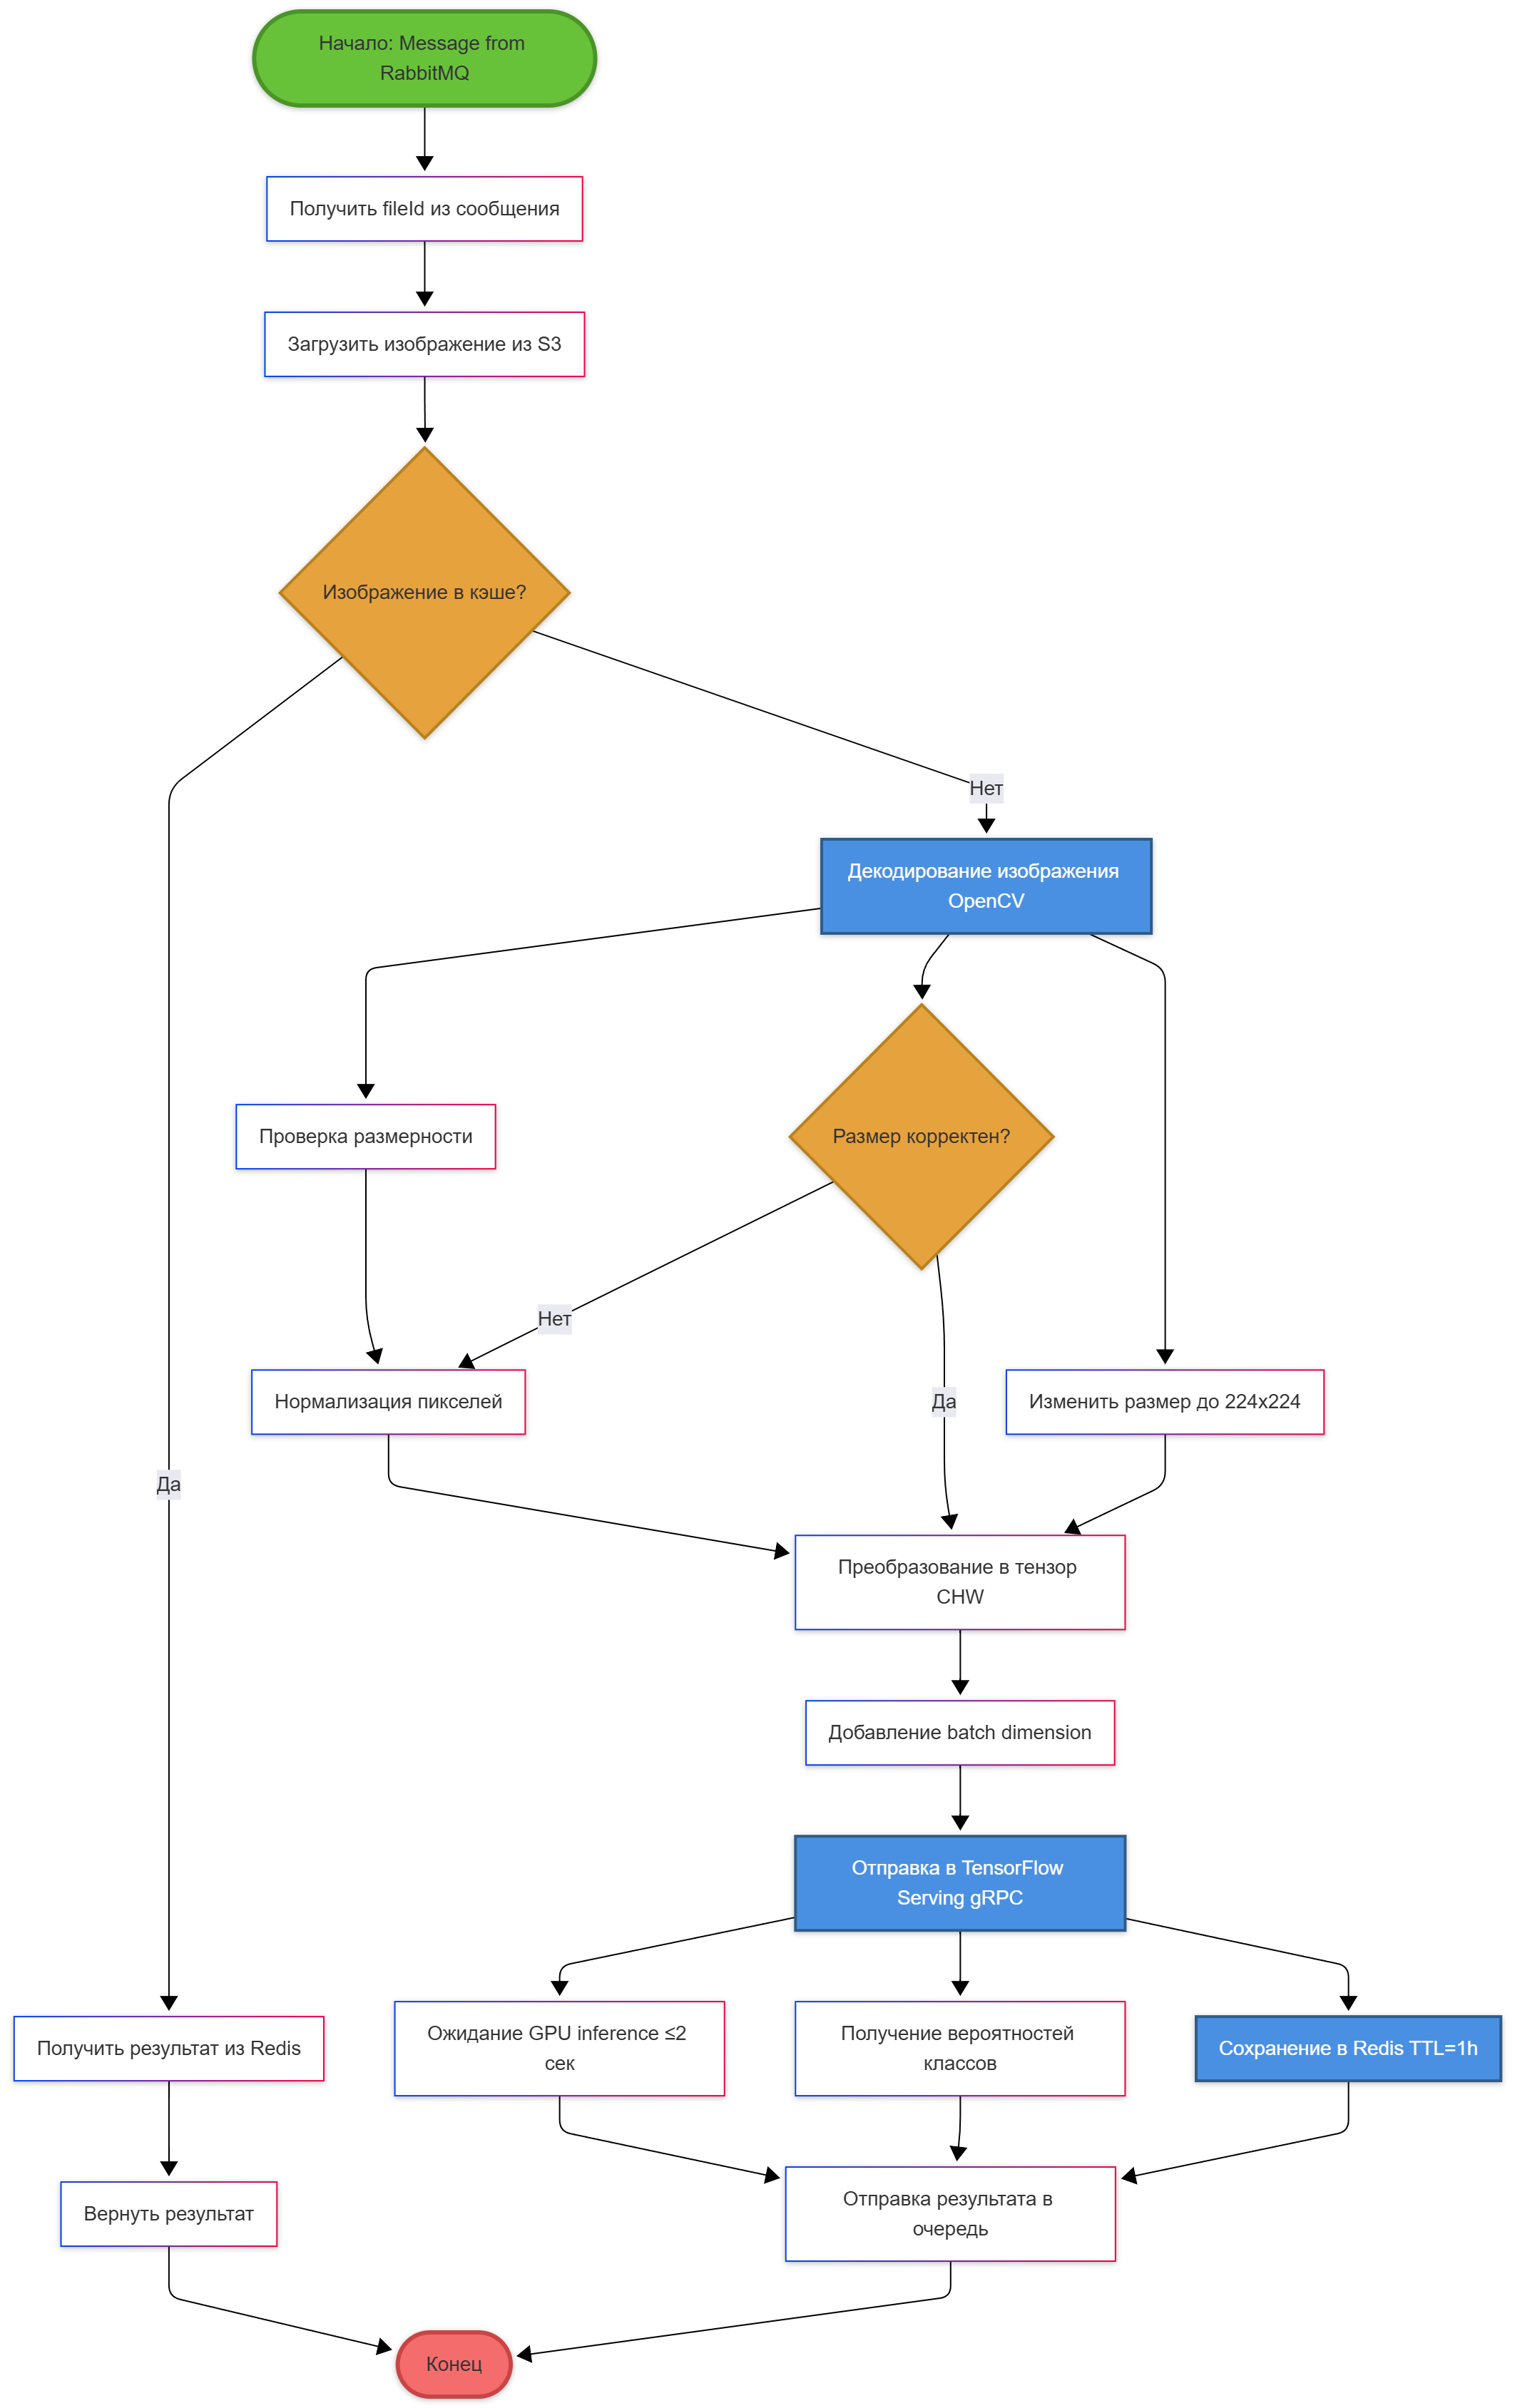 Начало: Message from
RabbitMQ
Получить fileId из сообщения
Загрузить изображение из S3
Изображение в кэше?
Нет
Декодирование изображения
OpenCV
Проверка размерности
Размер корректен?
Нет
Нормализация пикселей
Да
Изменить размер до 224x224
Да
Преобразование в тензор
CHW
Добавление batch dimension
Отправка в TensorFlow
Serving gRPC
Получить результат из Redis
Ожидание GPU inference ≤2
сек
Получение вероятностей
классов
Сохранение в Redis TTL=1h
Вернуть результат
Отправка результата в
очередь
Конец